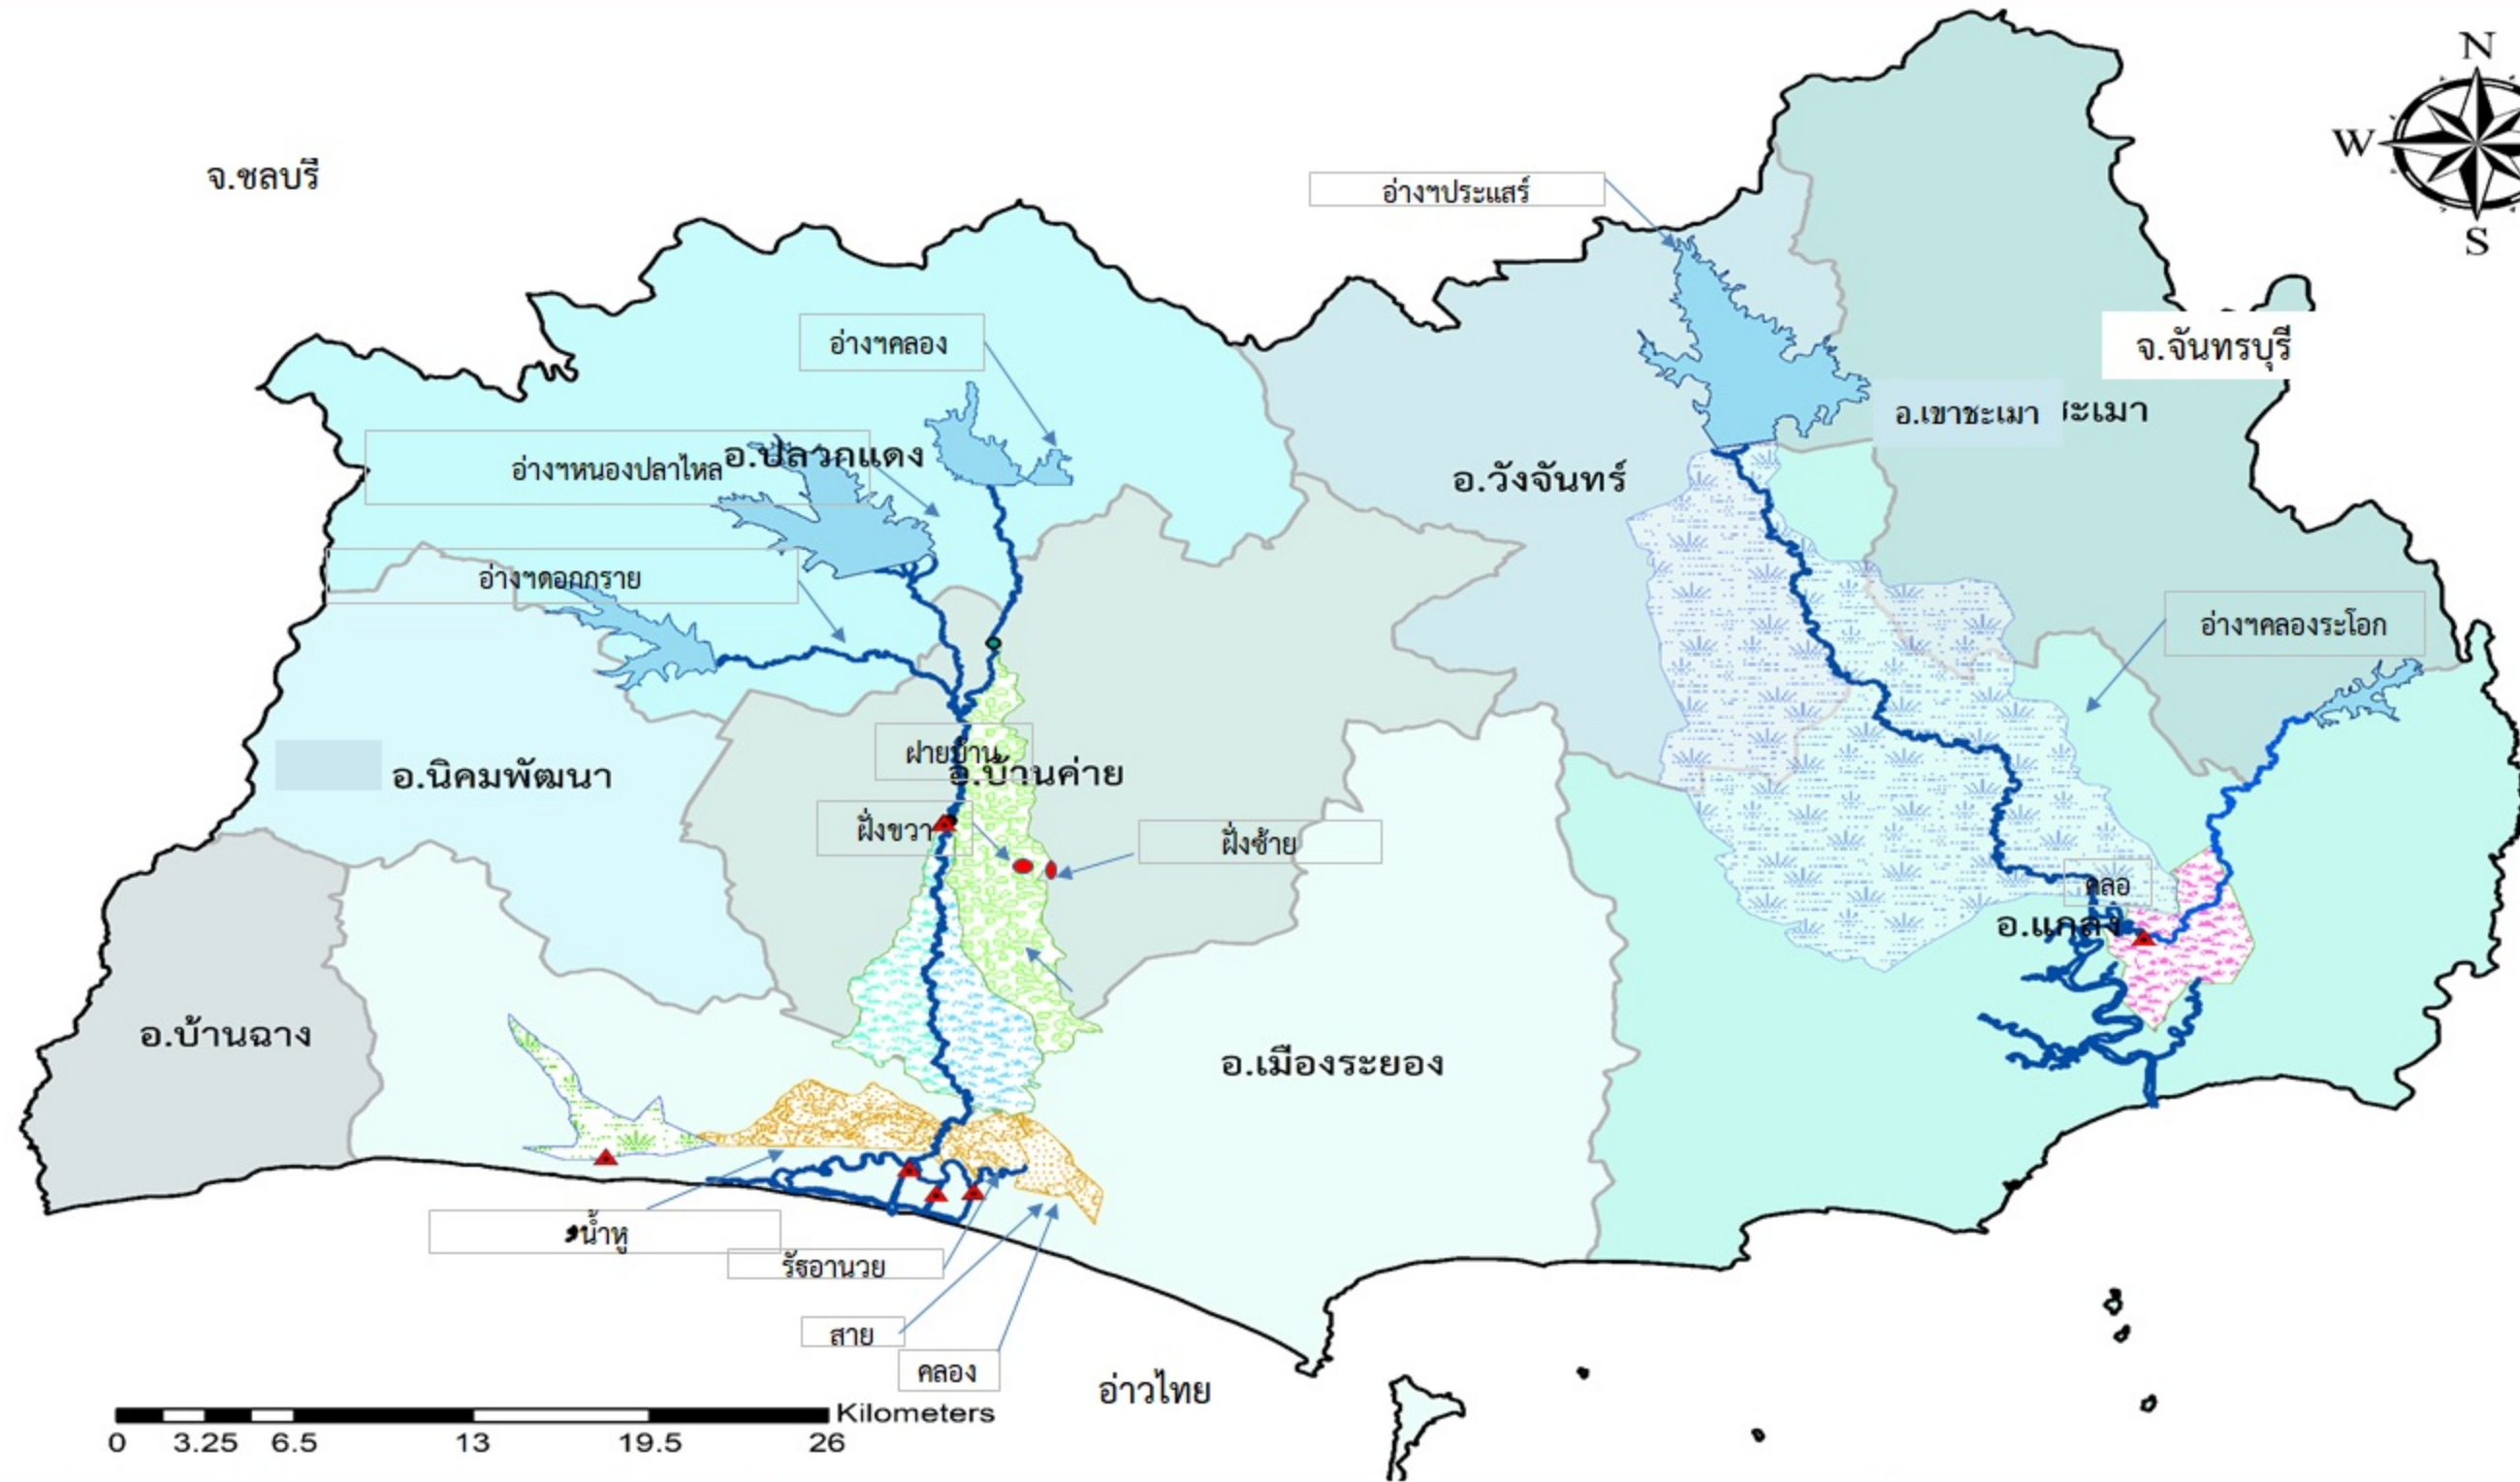 N
W
S
จ.ชลบรี
อ่างฯประแสร์
อ่างฯคลอง
จ.จันทรบุรี
อ.เขาชะเมา
ชะเมา
อ.ปลวกแดง
อ่างฯหนองปลาไหล
อ.วังจันทร์
อ่างฯดอกกราย
อ่างฯคลองระโอก
ฝายบ้าน
อ.บ้านค่าย
อ.นิคมพัฒนา
ฝั่งขวา
ฝั่งซ้าย
คลอ
อ.แกลง
อ.บ้านฉาง
อ.เมืองระยอง
น้ำหู
รัฐอานวย
สาย
คลอง
อ่าวไทย
Kilometers
0 3.25 6.5 13 19.5 26